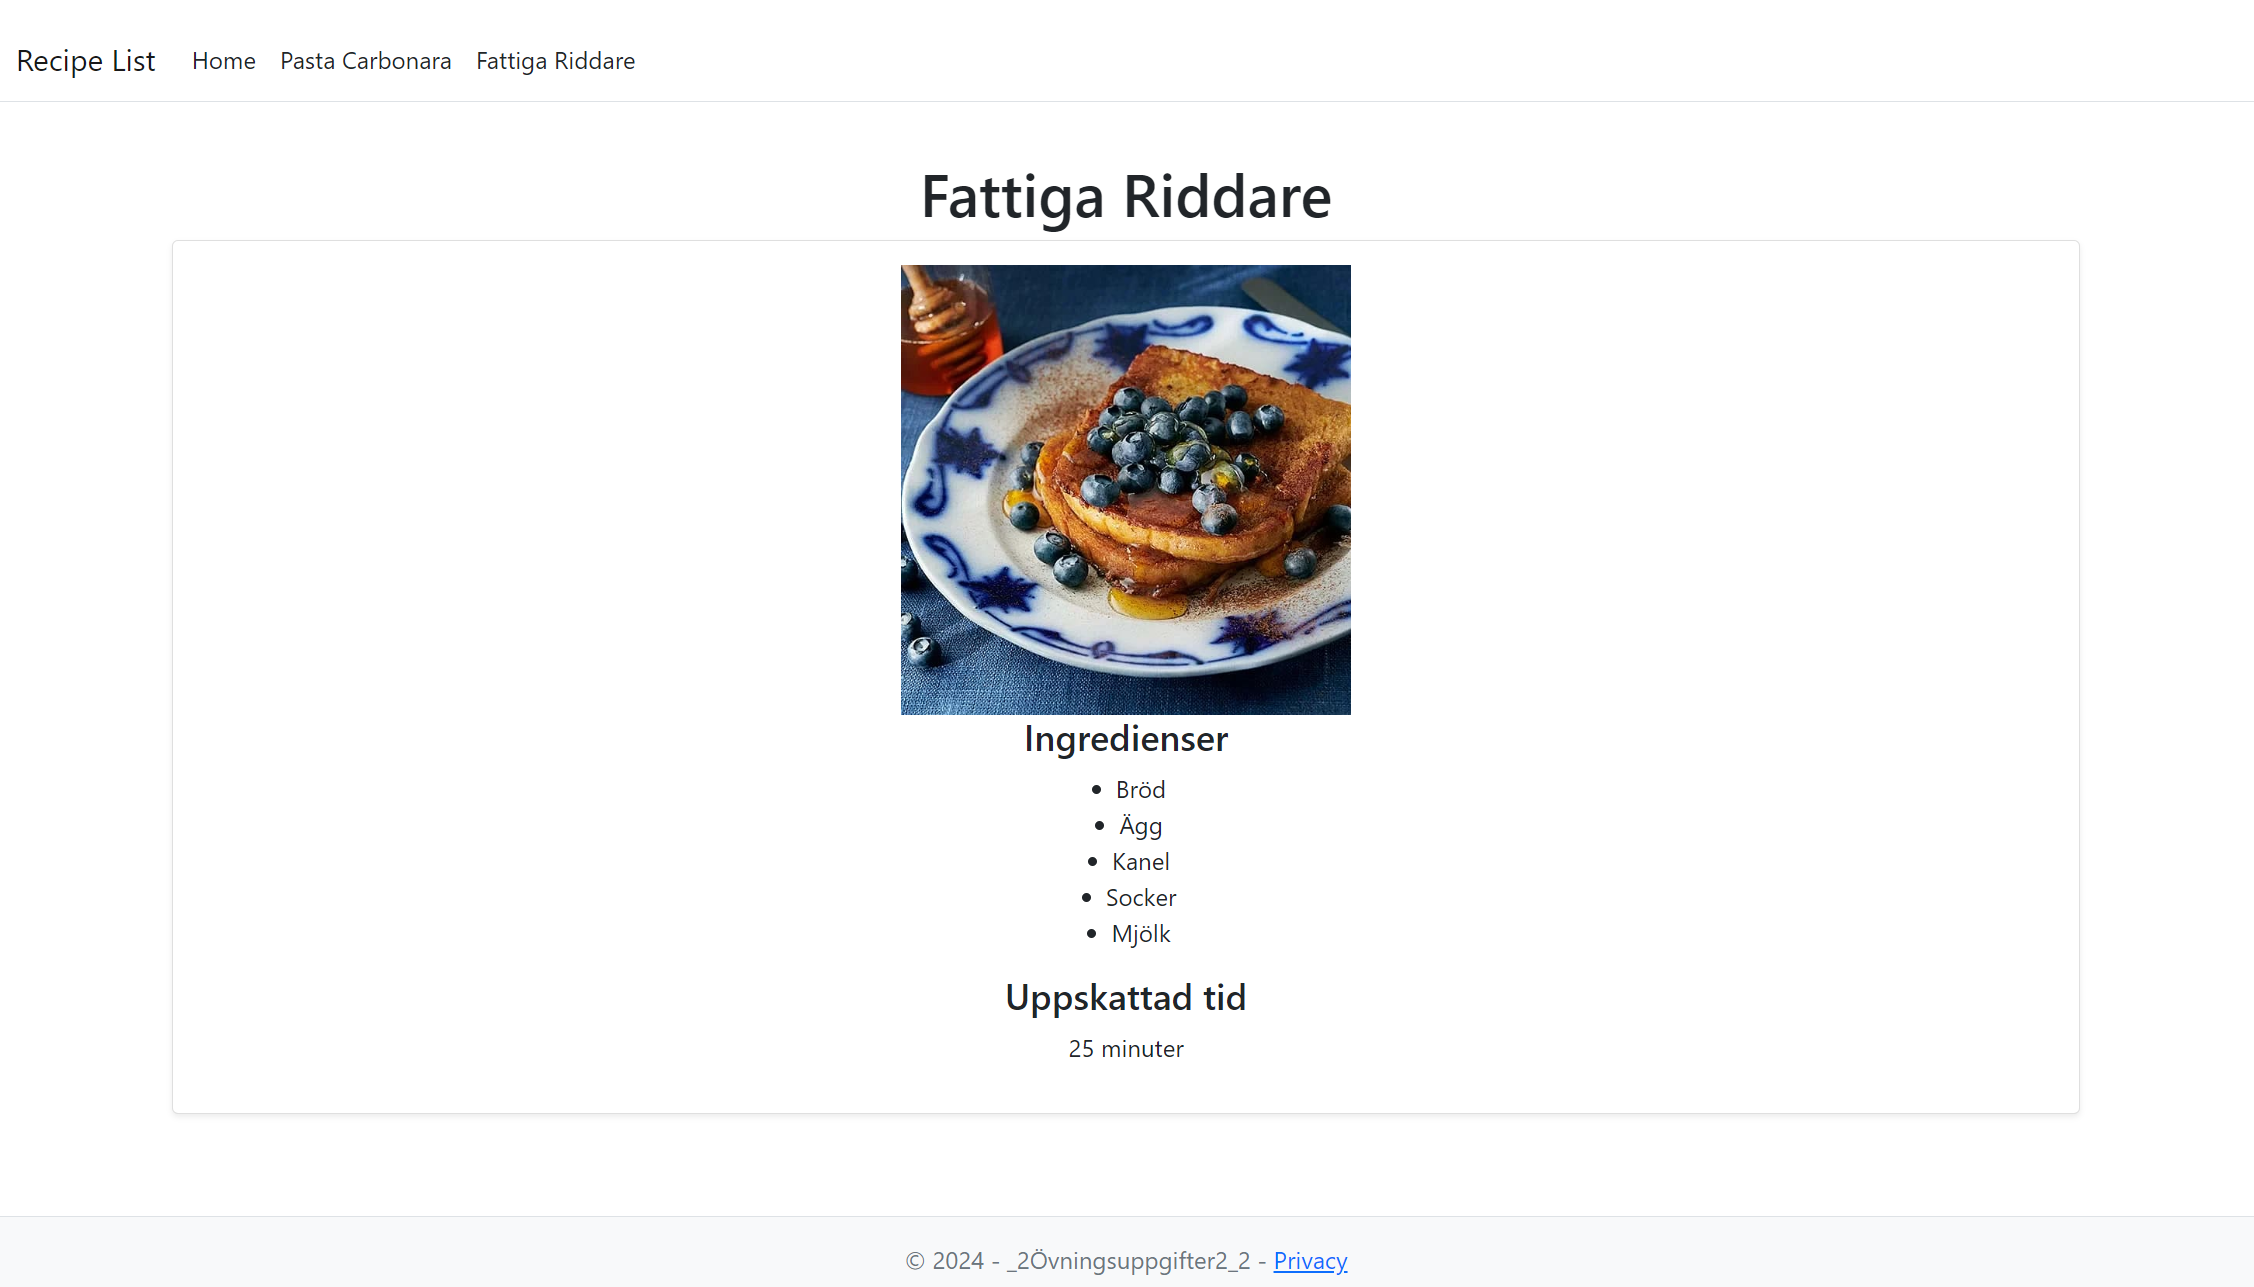 Recipe List Home Pasta Carbonara Fattiga Riddare
Fattiga Riddare
Ingredienser
• Bröd
• Ägg
• Kanel
• Socker
• Mjölk
Uppskattad tid
25 minuter
© 2024 - _2Övningsuppgifter2_2 - Privacy